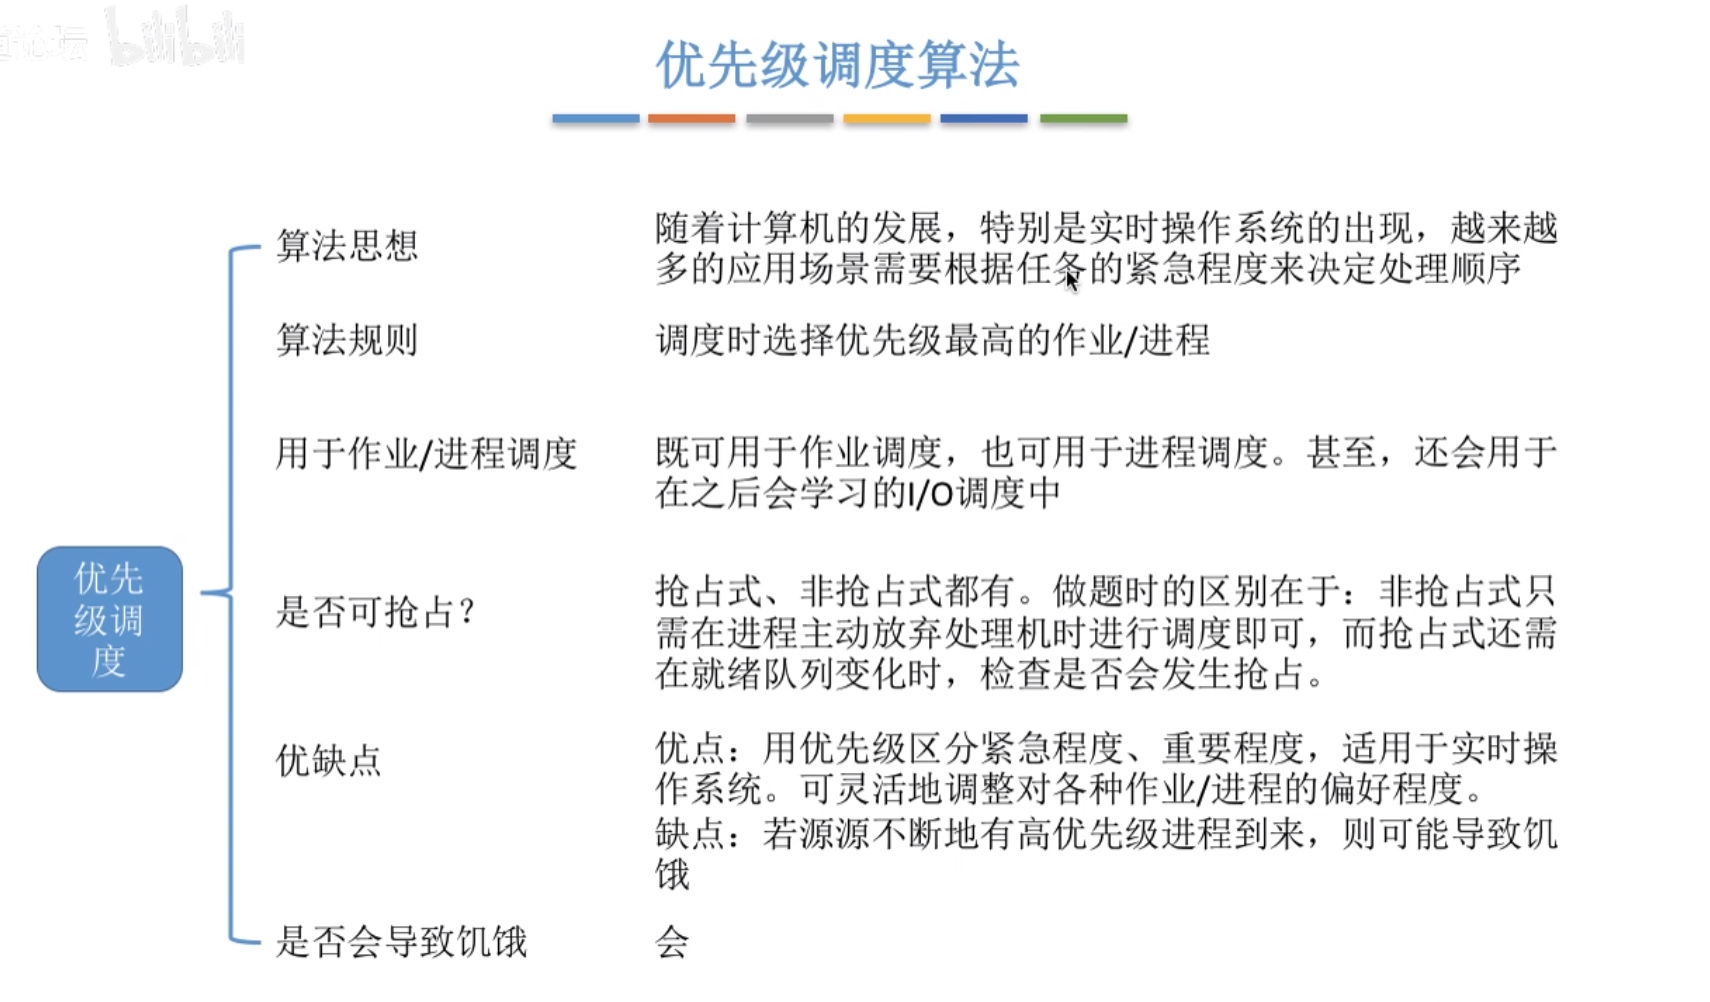 论坛 bilibili
优先级调度算法
算法思想
随着计算机的发展，特别是实时操作系统的出现，越来越
多的应用场景需要根据任务的紧急程度来决定处理顺序
算法规则
调度时选择优先级最高的作业/进程
用于作业/进程调度
既可用于作业调度，也可用于进程调度。甚至，还会用于
在之后会学习的I/O调度中
优先
级调
度
是否可抢占？
抢占式、非抢占式都有。做题时的区别在于：非抢占式只
需在进程主动放弃处理机时进行调度即可，而抢占式还需
在就绪队列变化时，检查是否会发生抢占。
优缺点
优点：用优先级区分紧急程度、重要程度，适用于实时操
作系统。可灵活地调整对各种作业/进程的偏好程度。
缺点：若源源不断地有高优先级进程到来，则可能导致饥
饿
是否会导致饥饿
会